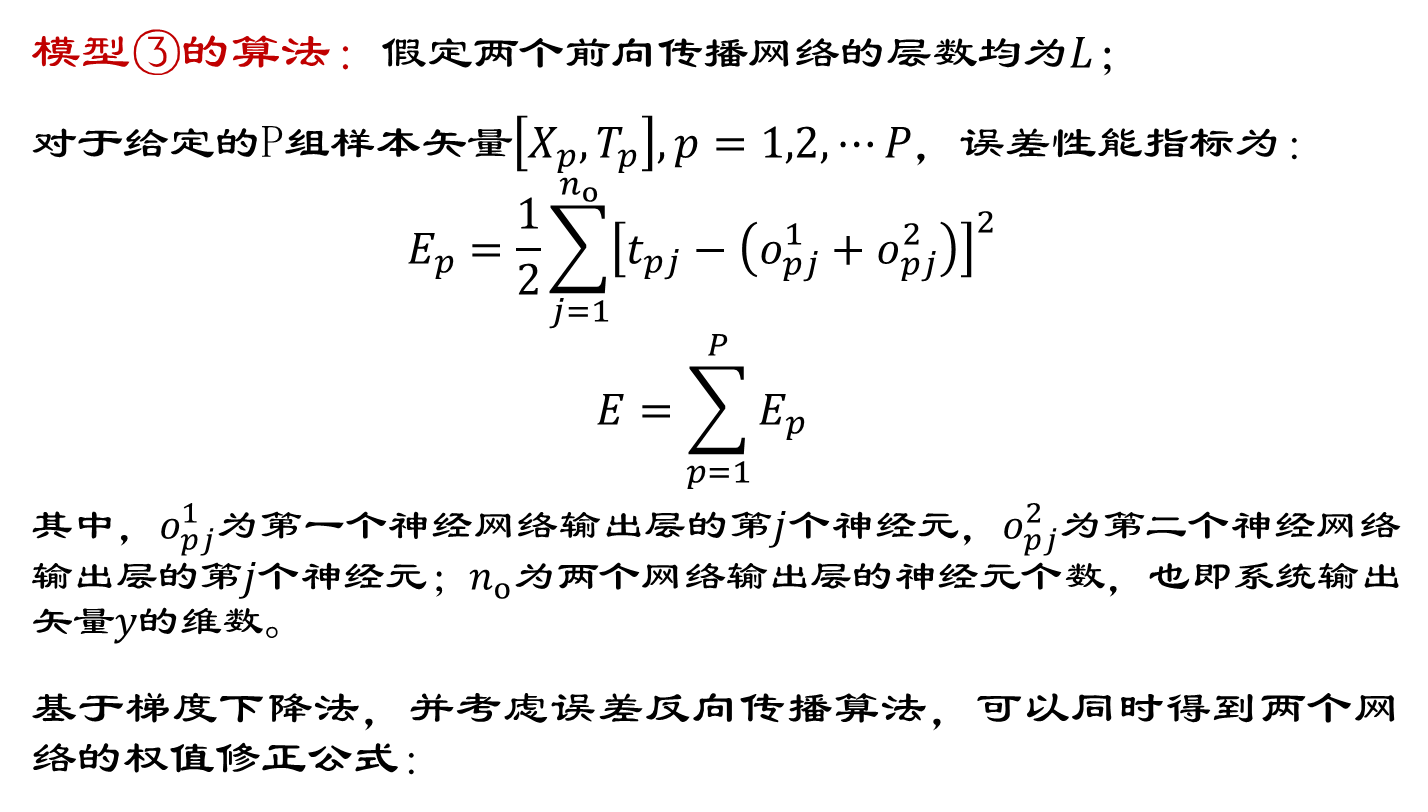 模型③的算法：假定两个前向传播网络的层数均为L；
对于给定的P组样本矢量[X_p, T_p], p = 1,2,⋯P，误差性能指标为：
E_p = \frac{1}{2}\sum_{j=1}^{n_o}[t_{pj} − (o_{pj}^1 + o_{pj}^2)]^2
E = \sum_{p=1}^{P} E_p
其中，o_{pj}^1为第一个神经网络输出层的第j个神经元，o_{pj}^2为第二个神经网络
输出层的第j个神经元；n_o为两个网络输出层的神经元个数，也即系统输出
矢量y的维数。
基于梯度下降法，并考虑误差反向传播算法，可以同时得到两个网
络的权值修正公式：